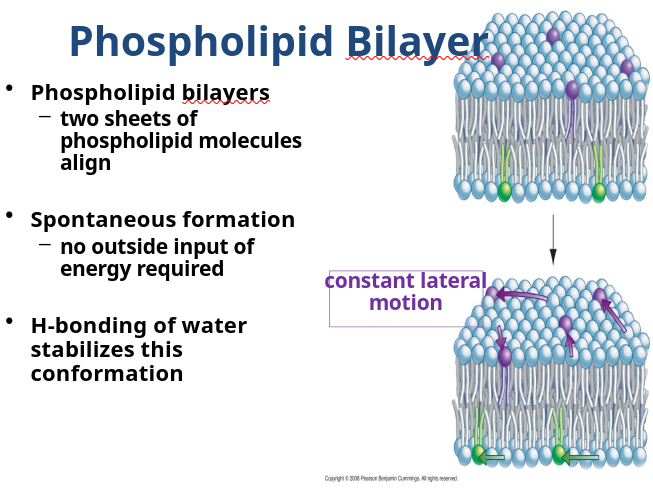 Phospholipid Bilayer
• Phospholipid bilayers
– two sheets of
phospholipid molecules
align
• Spontaneous formation
– no outside input of
energy required
• H-bonding of water
stabilizes this
conformation
constant lateral
motion
Copyright © 2008 Pearson Benjamin Cummings. All rights reserved.